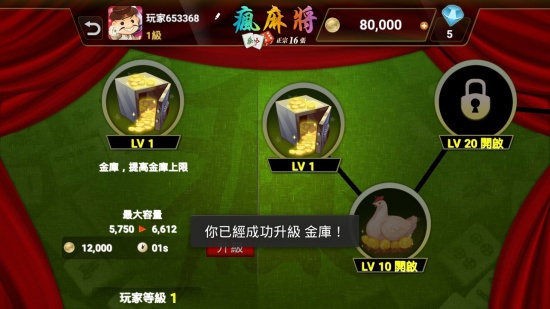 玩家653368
1級
瘋麻將
正宗16張
80,000
5
LV 1
金庫，提高金庫上限
LV 1
LV 20 開啟
最大容量
5,750 6,612
12,000 01s
你已經成功升級 金庫！
升級
LV 10 開啟
玩家等級 1